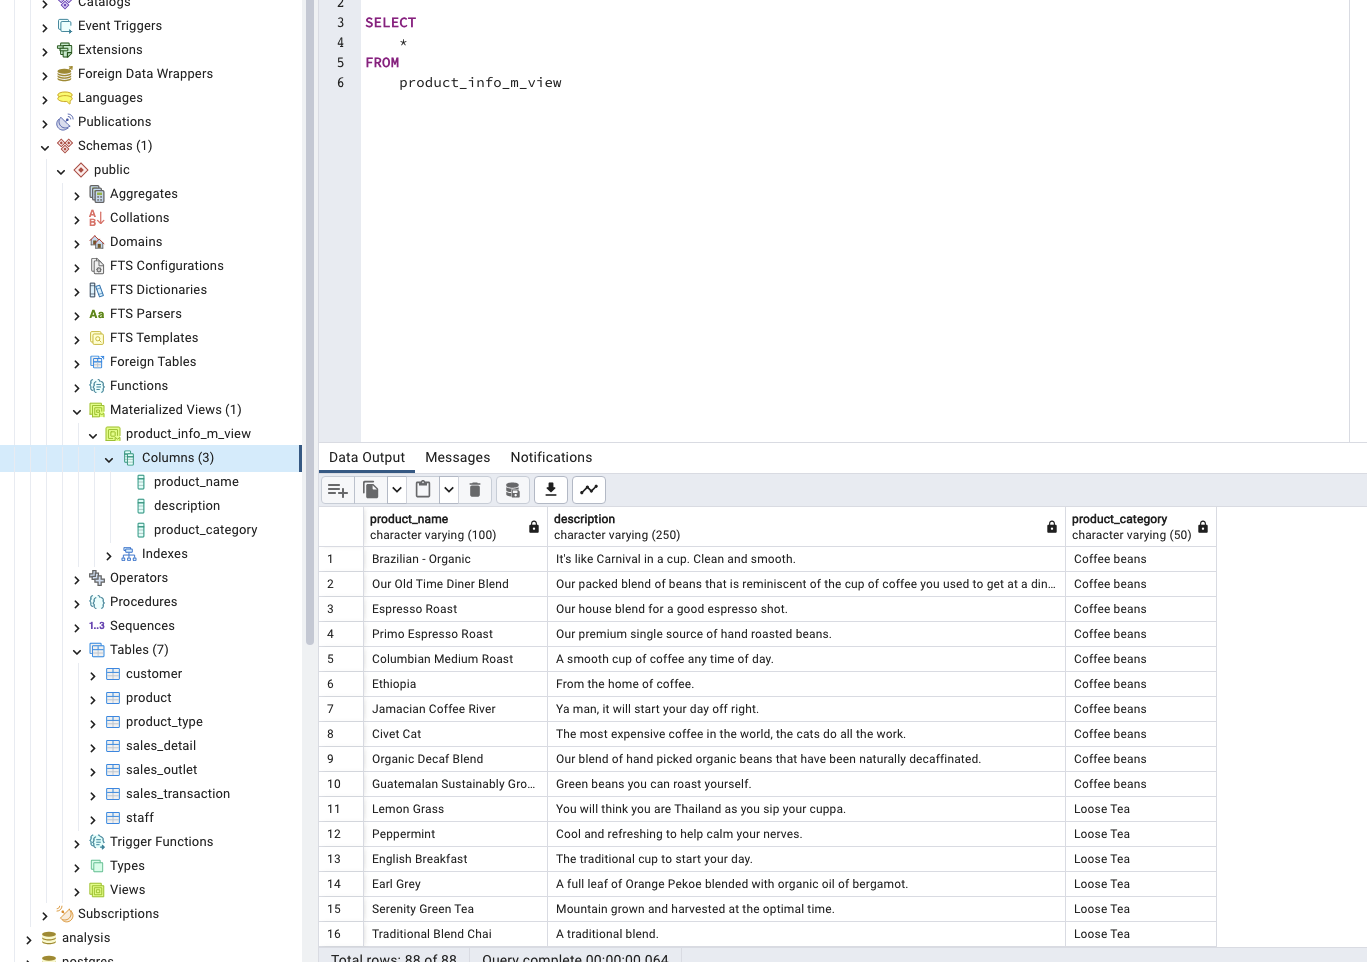 Catalogs
Event Triggers
Extensions
Foreign Data Wrappers
Languages
Publications
Schemas (1)
public
Aggregates
Collations
Domains
FTS Configurations
FTS Dictionaries
Aa FTS Parsers
FTS Templates
Foreign Tables
Functions
Materialized Views (1)
product_info_m_view
Columns (3)
product_name
description
product_category
Indexes
Operators
Procedures
1..3 Sequences
Tables (7)
customer
product
product_type
sales_detail
sales_outlet
sales_transaction
staff
Trigger Functions
Types
Views
Subscriptions
analysis
postgres
2
3 SELECT
4 *
5 FROM
6 product_info_m_view
Data Output Messages Notifications
product_name description product_category
character varying (100) character varying (250) character varying (50)
1 Brazilian - Organic It's like Carnival in a cup. Clean and smooth. Coffee beans
2 Our Old Time Diner Blend Our packed blend of beans that is reminiscent of the cup of coffee you used to get at a din... Coffee beans
3 Espresso Roast Our house blend for a good espresso shot. Coffee beans
4 Primo Espresso Roast Our premium single source of hand roasted beans. Coffee beans
5 Columbian Medium Roast A smooth cup of coffee any time of day. Coffee beans
6 Ethiopia From the home of coffee. Coffee beans
7 Jamacian Coffee River Ya man, it will start your day off right. Coffee beans
8 Civet Cat The most expensive coffee in the world, the cats do all the work. Coffee beans
9 Organic Decaf Blend Our blend of hand picked organic beans that have been naturally decaffinated. Coffee beans
10 Guatemalan Sustainably Gro... Green beans you can roast yourself. Coffee beans
11 Lemon Grass You will think you are Thailand as you sip your cuppa. Loose Tea
12 Peppermint Cool and refreshing to help calm your nerves. Loose Tea
13 English Breakfast The traditional cup to start your day. Loose Tea
14 Earl Grey A full leaf of Orange Pekoe blended with organic oil of bergamot. Loose Tea
15 Serenity Green Tea Mountain grown and harvested at the optimal time. Loose Tea
16 Traditional Blend Chai A traditional blend. Loose Tea
Total rows: 88 of 88 Query complete 00:00:00.064